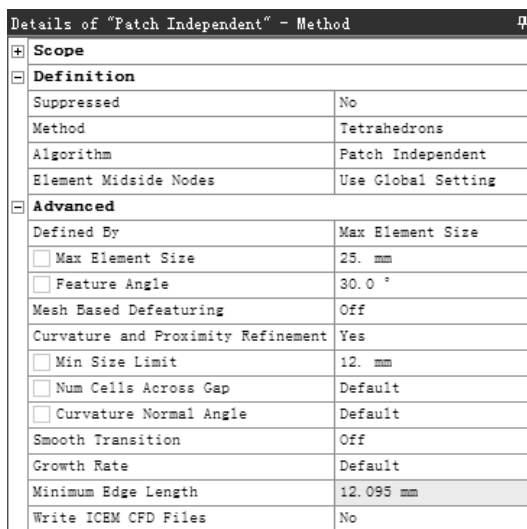 Details of "Patch Independent" - Method
Scope
Definition
Suppressed No
Method Tetrahedrons
Algorithm Patch Independent
Element Midside Nodes Use Global Setting
Advanced
Defined By Max Element Size
Max Element Size 25. mm
Feature Angle 30.0 °
Mesh Based Defeaturing Off
Curvature and Proximity Refinement Yes
Min Size Limit 12. mm
Num Cells Across Gap Default
Curvature Normal Angle Default
Smooth Transition Off
Growth Rate Default
Minimum Edge Length 12.095 mm
Write ICEM CFD Files No